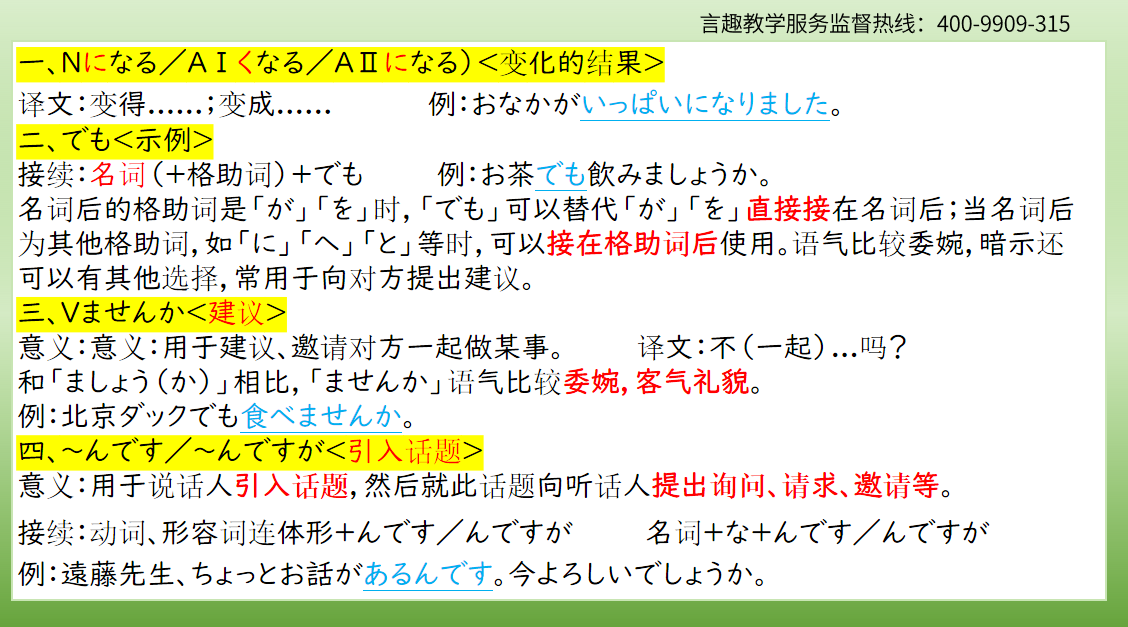 言趣教学服务监督热线：400-9909-315
一、Nになる／AⅠくなる／AⅡになる）<变化的结果>
译文：变得……；变成…… 例：おなかがいっぱいになりました。
二、でも<示例>
接续：名词（+格助词）+でも 例：お茶でも飲みましょうか。
名词后的格助词是「が」「を」时，「でも」可以替代「が」「を」直接接在名词后；当名词后
为其他格助词，如「に」「へ」「と」等时，可以接在格助词后使用。语气比较委婉，暗示还
可以有其他选择，常用于向对方提出建议。
三、Vませんか<建议>
意义：意义：用于建议、邀请对方一起做某事。 译文：不（一起）…吗？
和「ましょう（か）」相比，「ませんか」语气比较委婉，客气礼貌。
例：北京ダックでも食べませんか。
四、～んです／～んですが<引入话题>
意义：用于说话人引入话题，然后就此话题向听话人提出询问、请求、邀请等。
接续：动词、形容词连体形+んです／んですが 名词+な+んです／んですが
例：遠藤先生、ちょっとお話があるんです。今よろしいでしょうか。